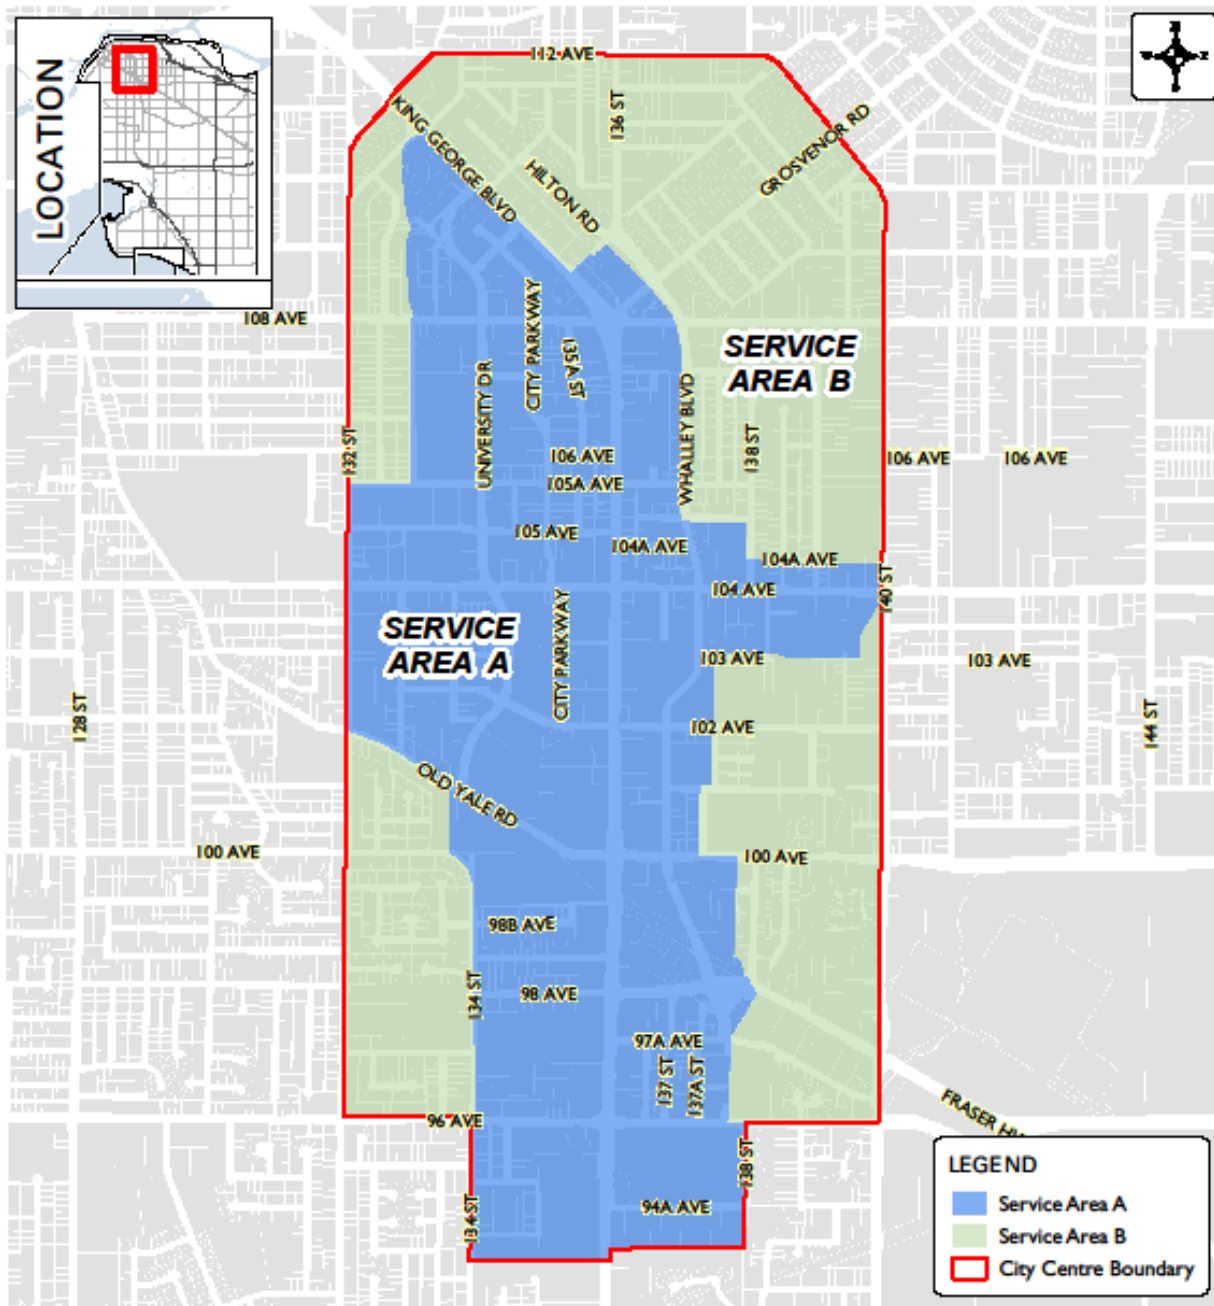 LOCATION
N
112 AVE
136 ST
KING GEORGE BLVD
HILTON RD
GROSVENOR RD
108 AVE
CITY PARKWAY
135A ST
UNIVERSITY DR
SERVICE
AREA B
WHALLEY BLVD
132 ST
138 ST
106 AVE
106 AVE
106 AVE
105A AVE
105 AVE
104A AVE
104A AVE
104 AVE
140 ST
SERVICE
AREA A
CITY PARKWAY
103 AVE
103 AVE
128 ST
102 AVE
144 ST
OLD YALE RD
100 AVE
100 AVE
98B AVE
134 ST
98 AVE
97A AVE
137 ST
137A ST
96 AVE
FRASER HW
138 ST
134 ST
94A AVE
LEGEND
Service Area A
Service Area B
City Centre Boundary